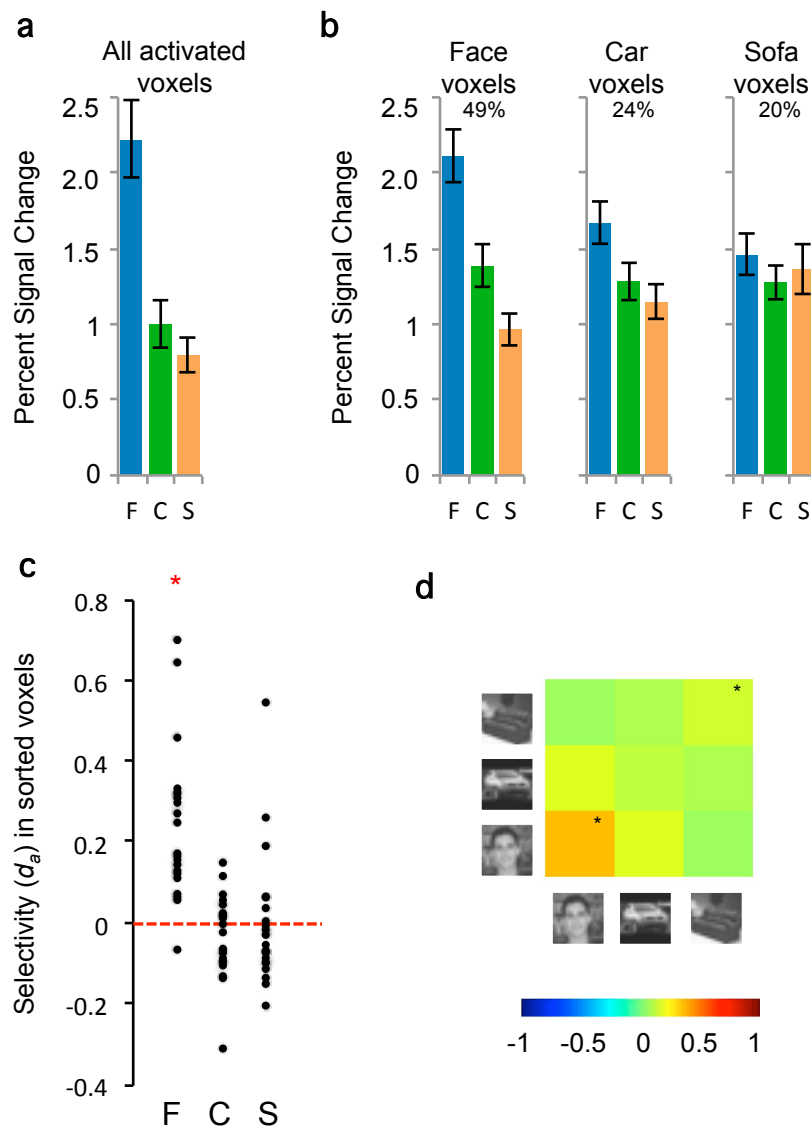 a
All activated
voxels
Percent Signal Change
2.5
2.0
1.5
1
0.5
0
F C S
b
Face
voxels
49%
Car
voxels
24%
Sofa
voxels
20%
Percent Signal Change
2.5
2.0
1.5
1
0.5
0
F C S
F C S
F C S
c
*
Selectivity (da) in sorted voxels
0.8
0.6
0.4
0.2
0
-0.2
-0.4
F C S
d
*
*
-1 -0.5 0 0.5 1